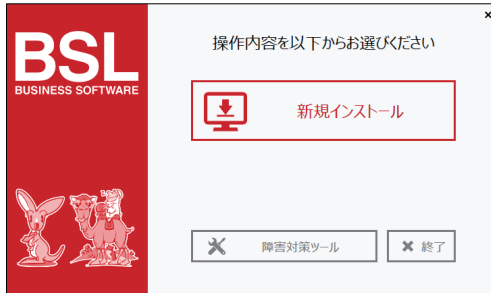 BSL
BUSINESS SOFTWARE
操作内容を以下からお選びください
新規インストール
障害対策ツール
終了